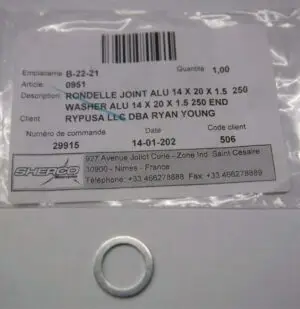 Emplaceme B-22-21 Quantité 1,00
Article 0951
Description RONDELLE JOINT ALU 14 X 20 X 1.5 250
WASHER ALU 14 X 20 X 1.5 250 END
Client RYPUSA LLC DBA RYAN YOUNG
Numéro de commande Date Code client
29915 14-01-202 506
SHERCO
927 Avenue Joliot Curie - Zone Ind. Saint Césaire
30900 - Nimes - France
Téléphone: +33.466278888 Fax: +33.466278889